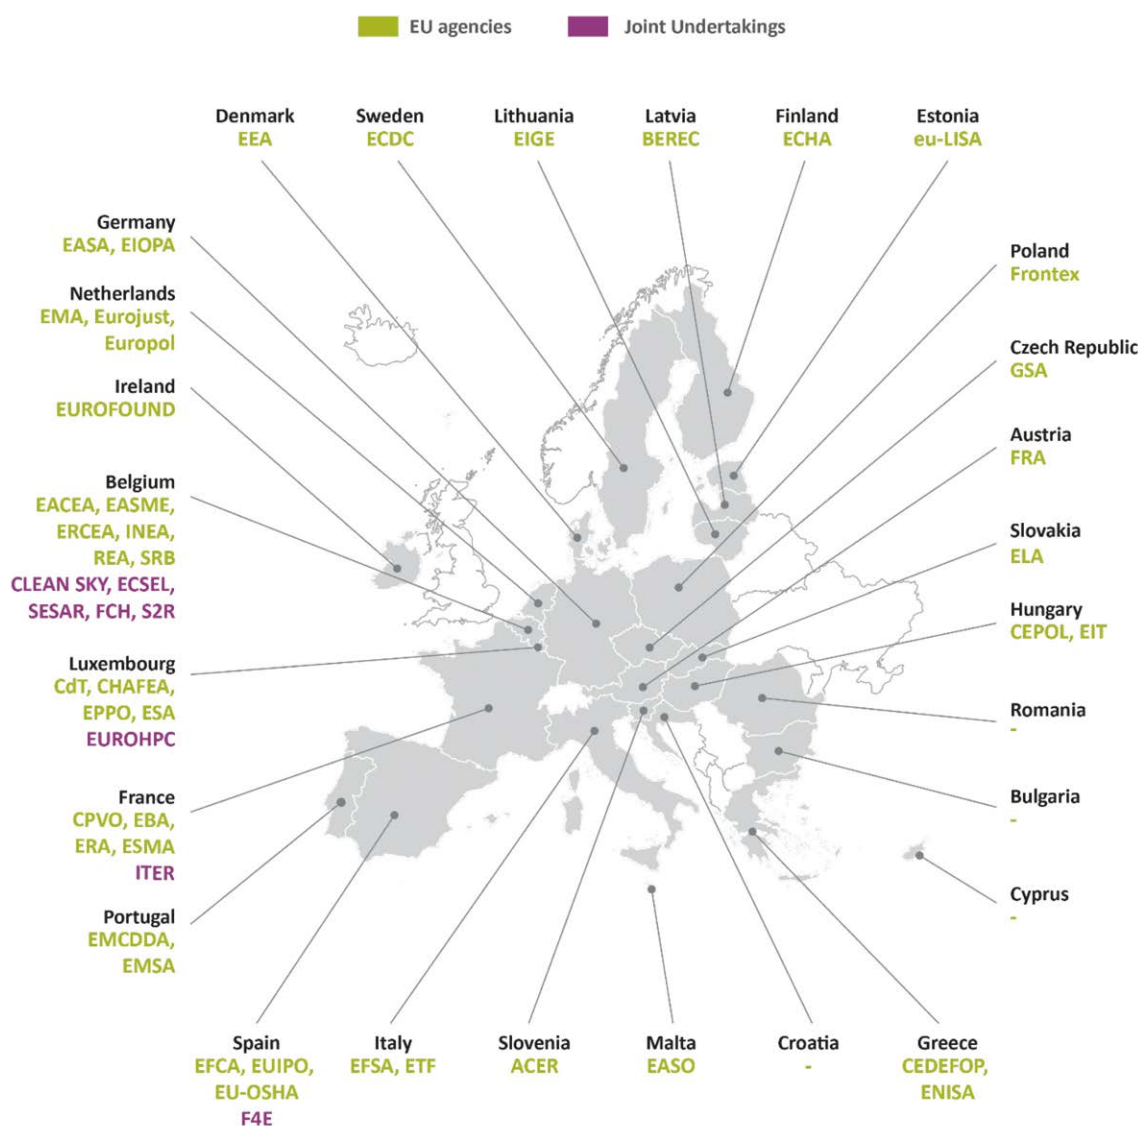 EU agencies
Joint Undertakings
Denmark
EEA
Sweden
ECDC
Lithuania
EIGE
Latvia
BEREC
Finland
ECHA
Estonia
eu-LISA
Germany
EASA, EIOPA
Netherlands
EMA, Eurojust,
Europol
Ireland
EUROFOUND
Belgium
EACEA, EASME,
ERCEA, INEA,
REA, SRB
CLEAN SKY, ECSEL,
SESAR, FCH, S2R
Luxembourg
CdT, CHAFEA,
EPPO, ESA
EUROHPC
France
CPVO, EBA,
ERA, ESMA
ITER
Portugal
EMCDDA,
EMSA
Poland
Frontex
Czech Republic
GSA
Austria
FRA
Slovakia
ELA
Hungary
CEPOL, EIT
Romania
-
Bulgaria
-
Cyprus
-
Spain
EFCA, EUIPO,
EU-OSHA
F4E
Italy
EFSA, ETF
Slovenia
ACER
Malta
EASO
Croatia
-
Greece
CEDEFOP,
ENISA